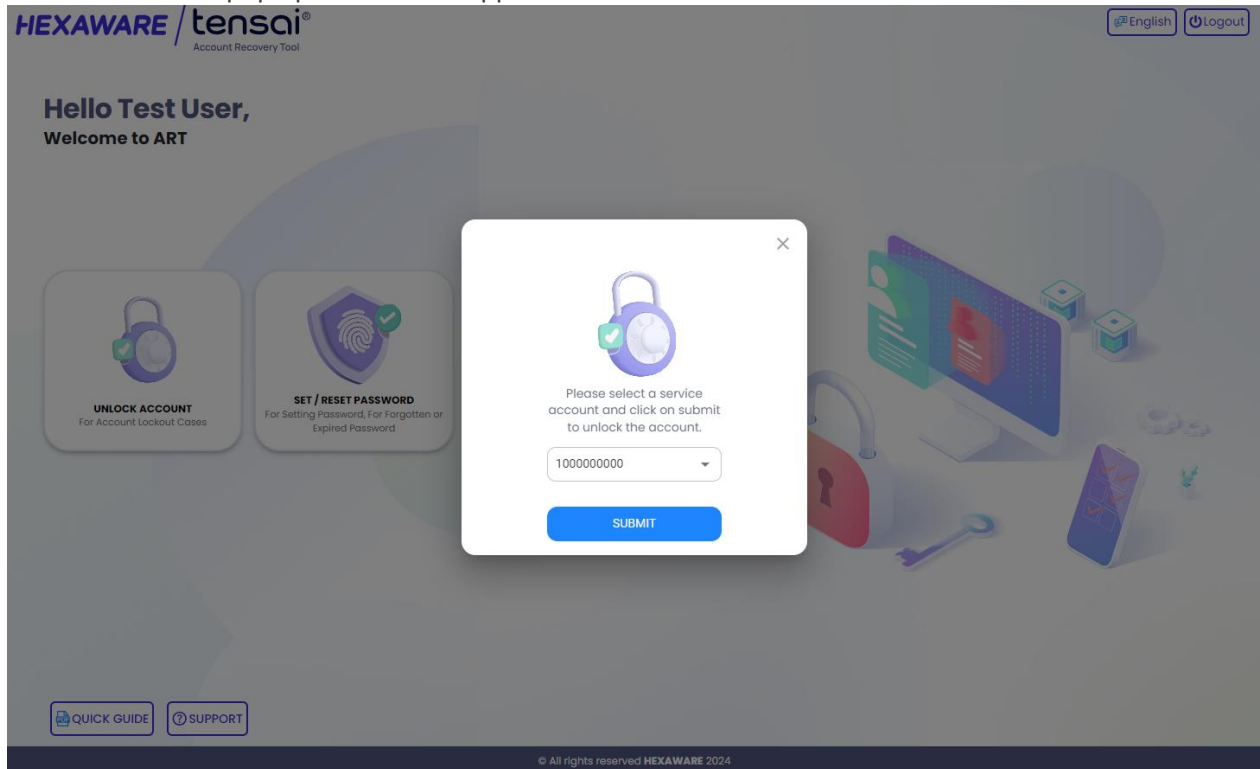 HEXAWARE / tensai®
Account Recovery Tool
English
Logout
Hello Test User,
Welcome to ART
UNLOCK ACCOUNT
For Account Lockout Cases
SET / RESET PASSWORD
For Setting Password, For Forgotten or
Expired Password
Please select a service
account and click on submit
to unlock the account.
1000000000
SUBMIT
QUICK GUIDE
SUPPORT
© All rights reserved HEXAWARE 2024